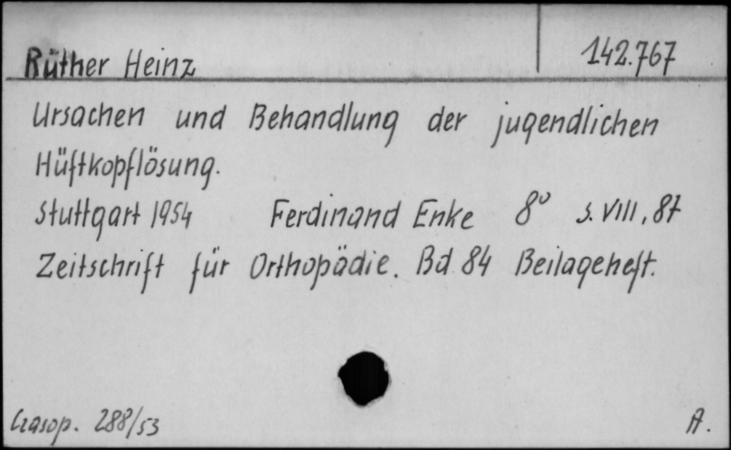 Rüther Heinz 142.767
Ursachen und Behandlung der jugendlichen
Hüftkopflösung.
Stuttgart 1954 Ferdinand Enke 8° S. VIII, 87
Zeitschrift für Orthopädie. Bd 84 Beilageheft.
Czasop. 288/53 A.